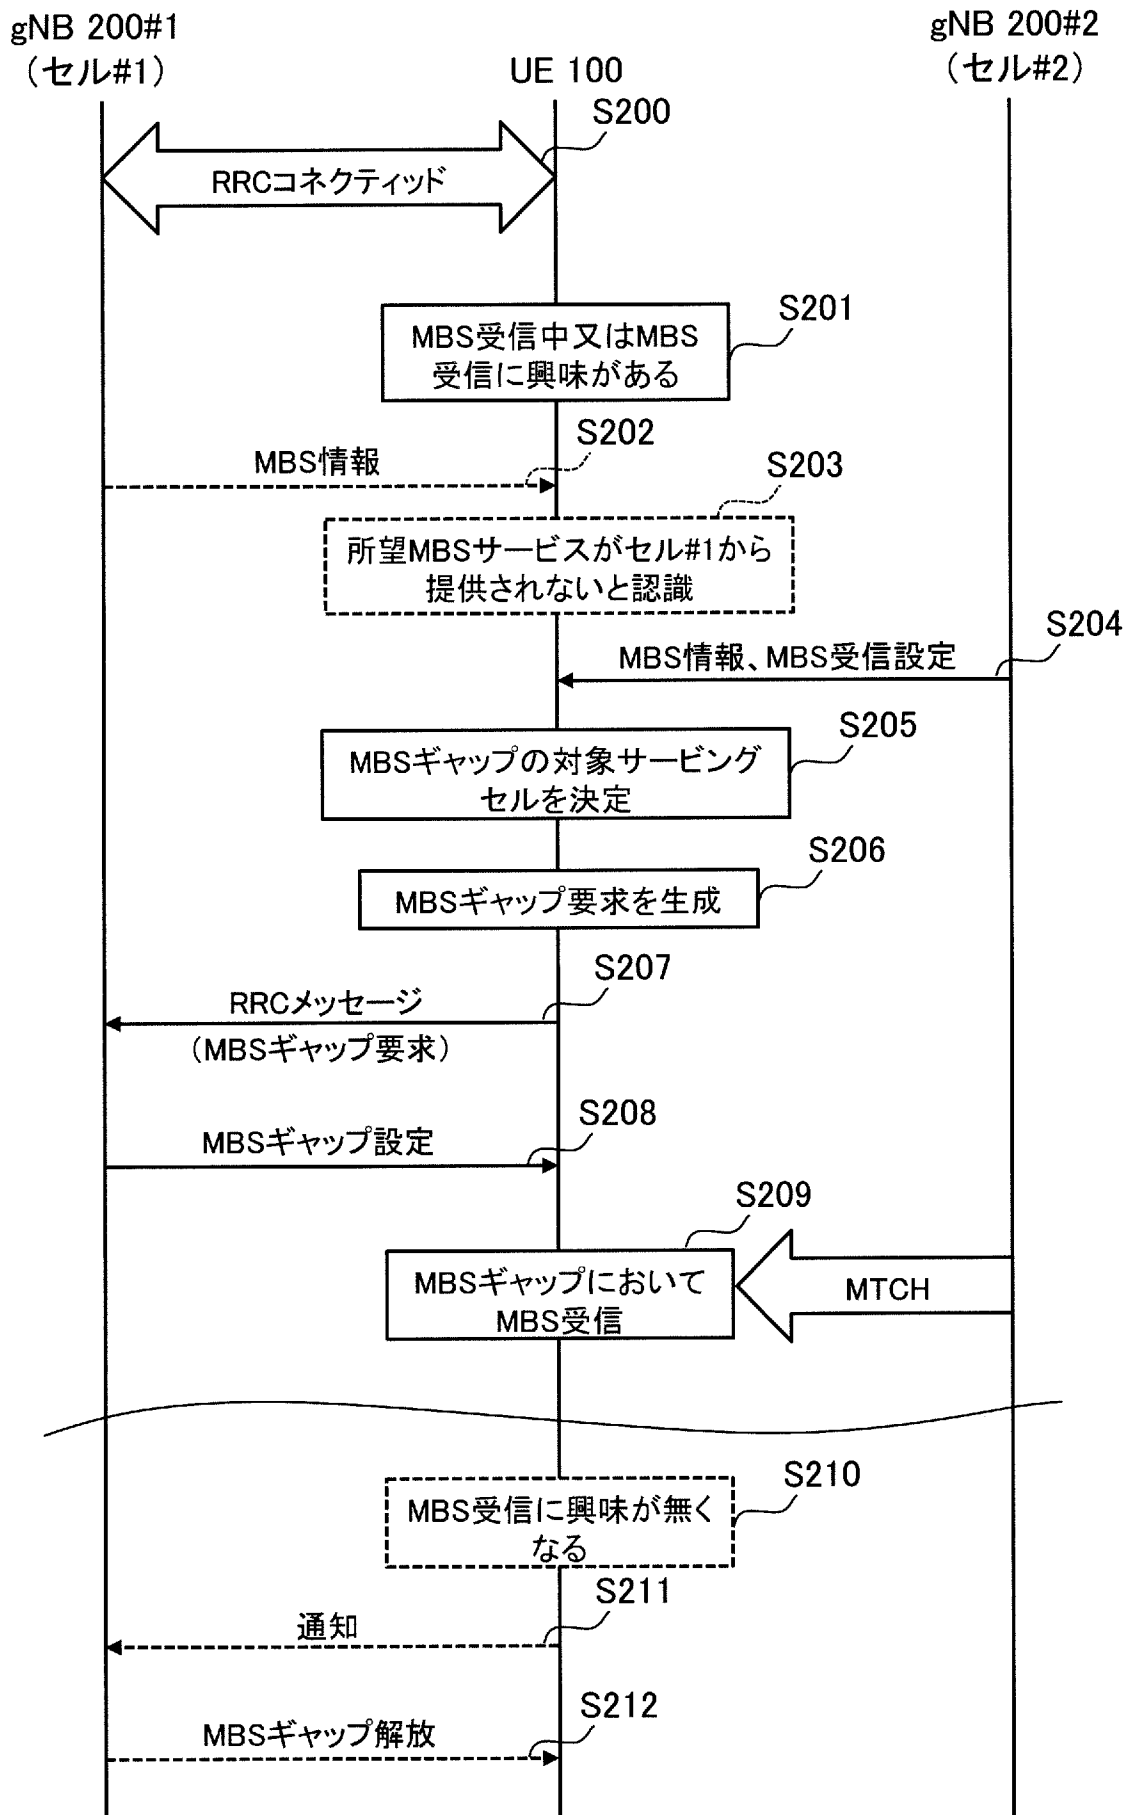 gNB 200#1
（セル#1）
UE 100
gNB 200#2
（セル#2）
S200
RRCコネクティッド
S201
MBS受信中又はMBS
受信に興味がある
S202
MBS情報
S203
所望MBSサービスがセル#1から
提供されないと認識
S204
MBS情報、MBS受信設定
S205
MBSギャップの対象サービング
セルを決定
S206
MBSギャップ要求を生成
S207
RRCメッセージ
（MBSギャップ要求）
S208
MBSギャップ設定
S209
MBSギャップにおいて
MBS受信
MTCH
S210
MBS受信に興味が無く
なる
S211
通知
S212
MBSギャップ解放